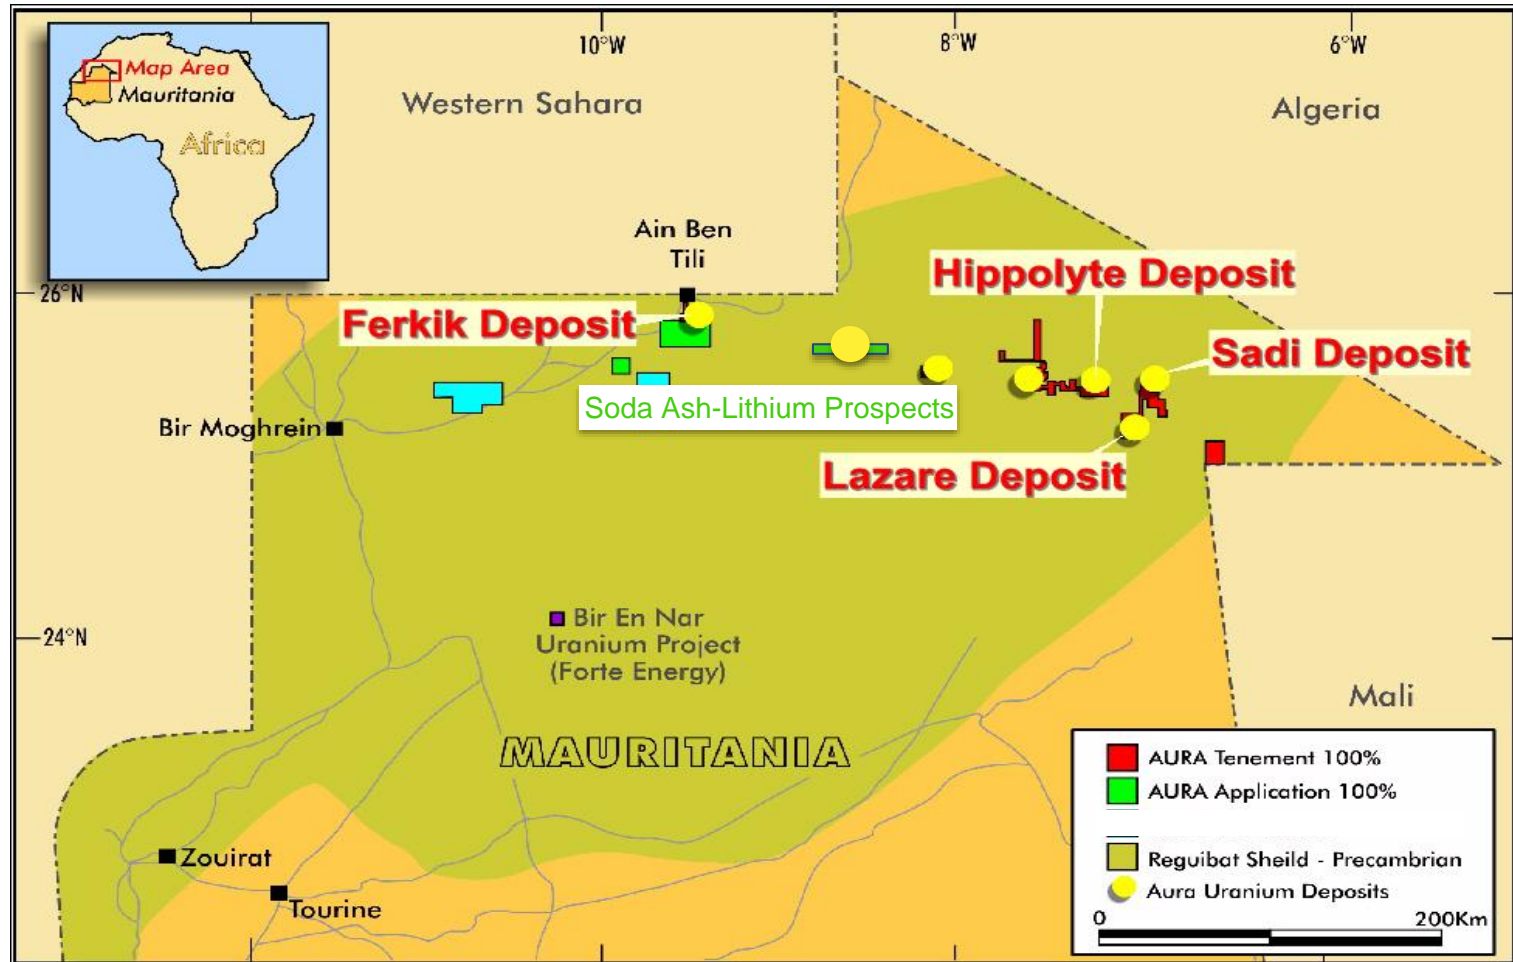 10°W
8°W
6°W
Map Area
Mauritania
Africa
Western Sahara
Algeria
Ain Ben
Tili
26°N
Hippolyte Deposit
Ferkik Deposit
Sadi Deposit
Soda Ash-Lithium Prospects
Bir Moghrein
Lazare Deposit
24°N
Bir En Nar
Uranium Project
(Forte Energy)
Mali
MAURITANIA
AURA Tenement 100%
AURA Application 100%
Reguibat Sheild - Precambrian
Aura Uranium Deposits
0
200Km
Zouirat
Tourine